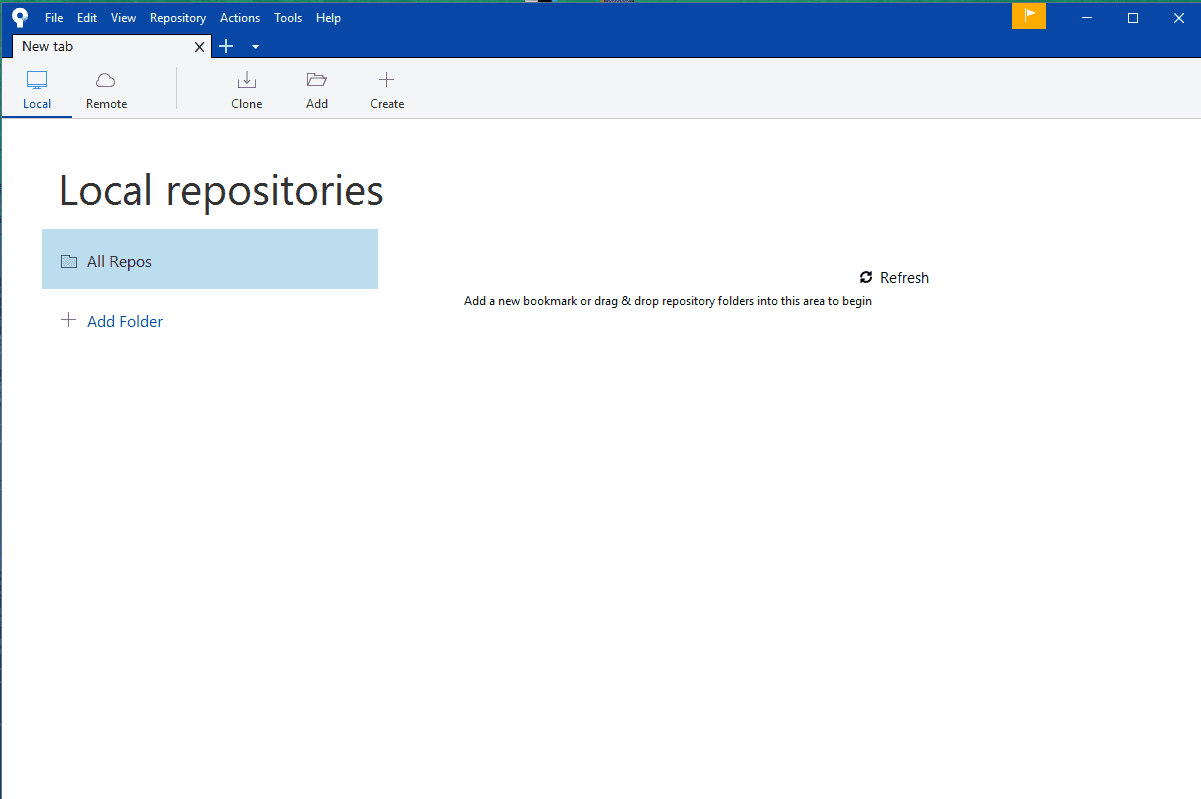 File Edit View Repository Actions Tools Help
New tab
Local Remote Clone Add Create
Local repositories
All Repos
Refresh
Add a new bookmark or drag & drop repository folders into this area to begin
Add Folder